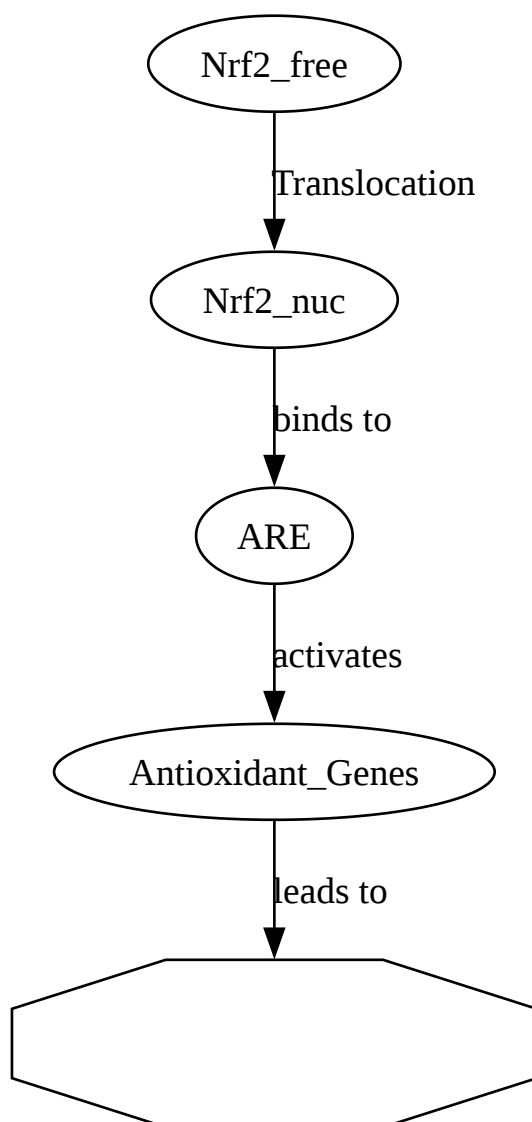 Nrf2_free
Translocation
Nrf2_nuc
binds to
ARE
activates
Antioxidant_Genes
leads to